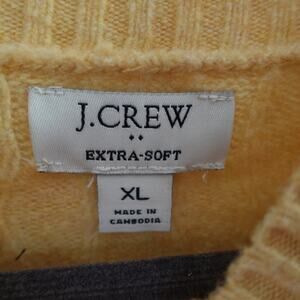 J.CREW
EXTRA-SOFT
XL
MADE IN
CAMBODIA